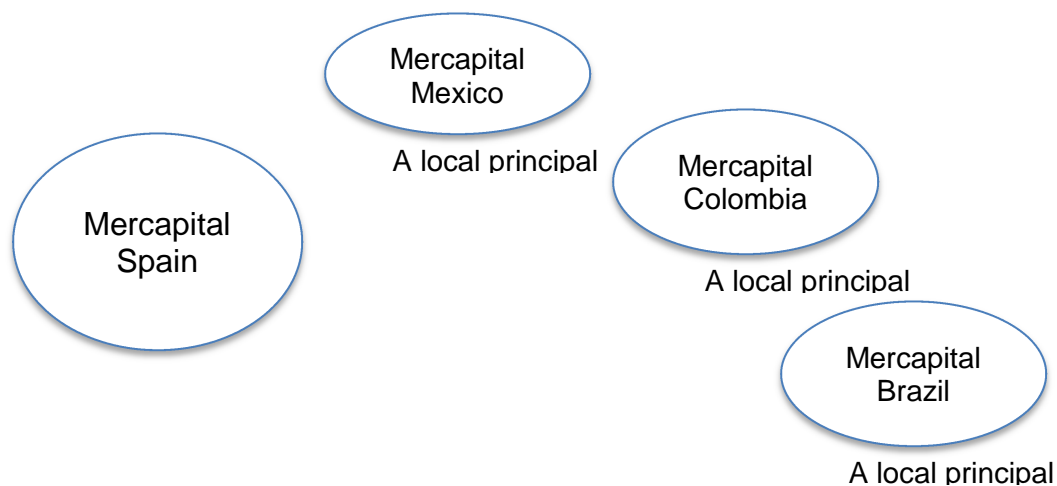 Mercapital
Mexico
A local principal
Mercapital
Colombia
A local principal
Mercapital
Spain
Mercapital
Brazil
A local principal